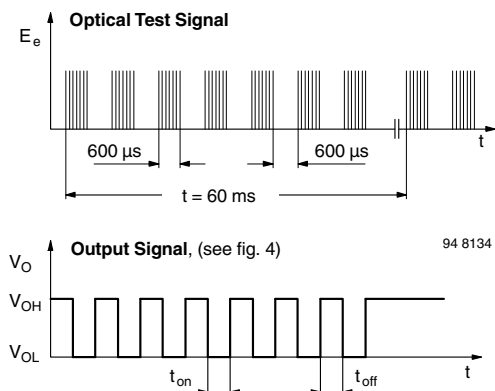 Optical Test Signal
E e
t
600 µs
600 µs
t = 60 ms
Output Signal, (see fig. 4)
94 8134
V O
V OH
V OL
t on
t off
t